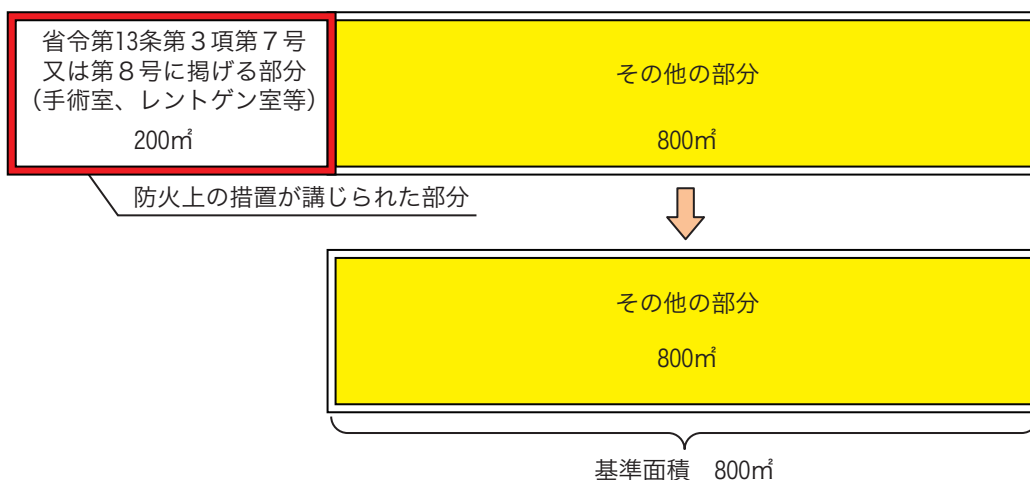 省令第13条第３項第７号
又は第８号に掲げる部分
（手術室、レントゲン室等）
200㎡
その他の部分
800㎡
防火上の措置が講じられた部分
その他の部分
800㎡
基準面積　800㎡